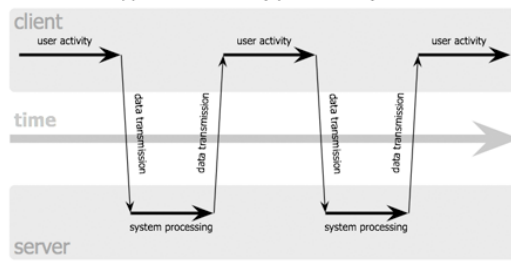 client
user activity
user activity
user activity
data transmission
data transmission
data transmission
data transmission
time
system processing
system processing
server